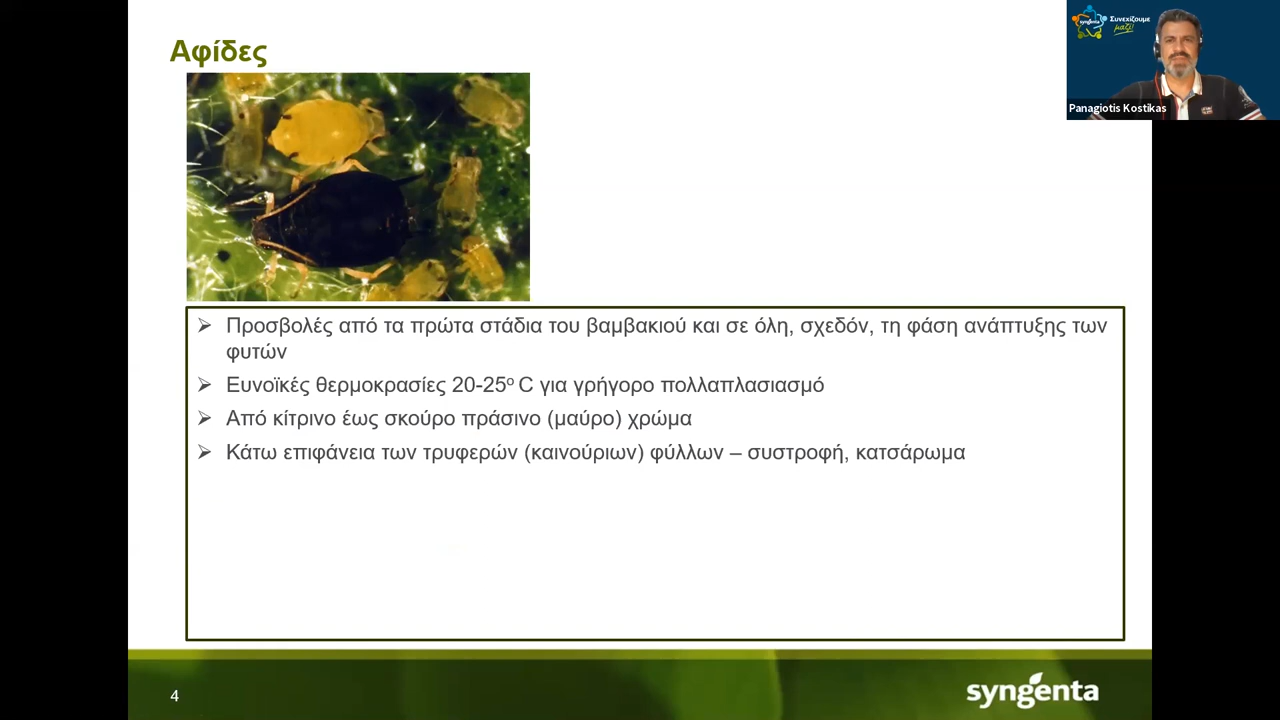 Αφίδες
syngenta
Συνεχίζουμε
μαζί!
Panagiotis Kostikas
➢ Προσβολές από τα πρώτα στάδια του βαμβακιού και σε όλη, σχεδόν, τη φάση ανάπτυξης των
φυτών
➢ Ευνοϊκές θερμοκρασίες 20-25º C για γρήγορο πολλαπλασιασμό
➢ Από κίτρινο έως σκούρο πράσινο (μαύρο) χρώμα
➢ Κάτω επιφάνεια των τρυφερών (καινούριων) φύλλων – συστροφή, κατσάρωμα
4
syngenta